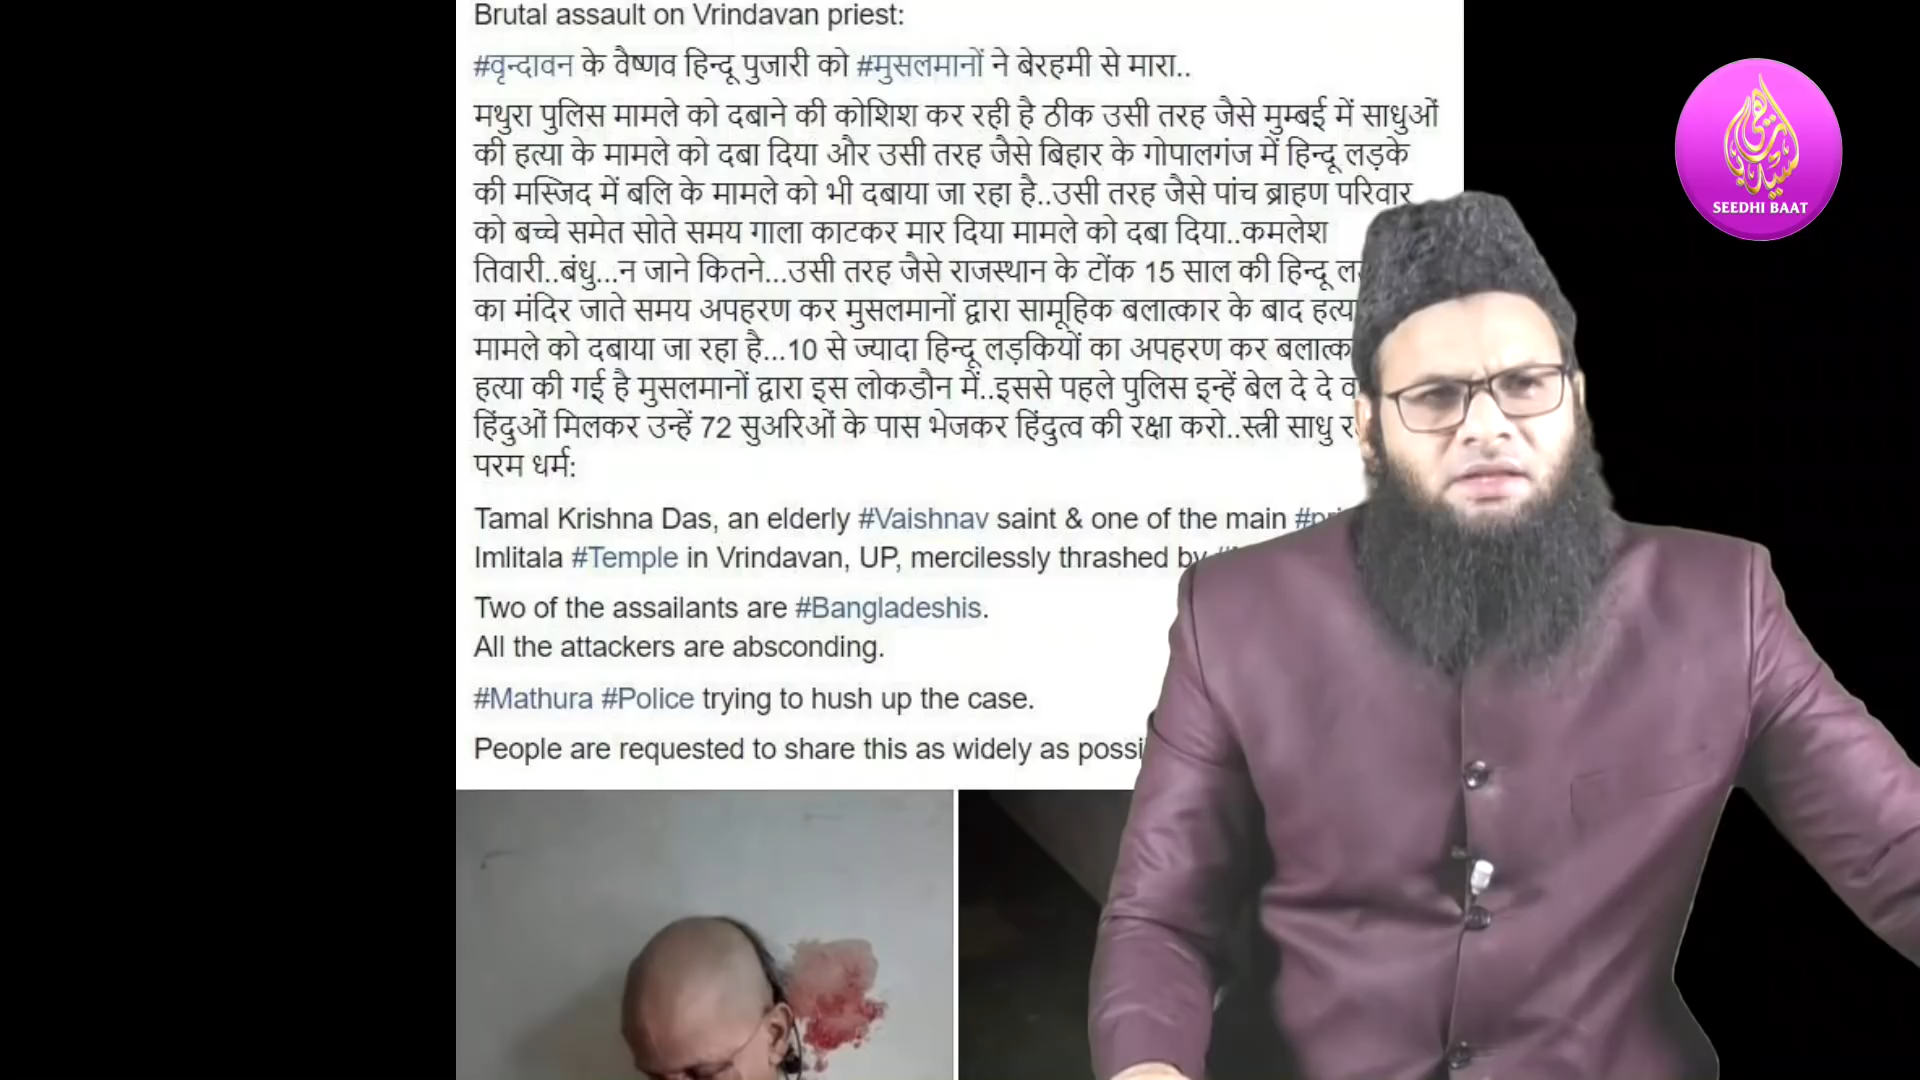 Brutal assault on Vrindavan priest:
#वृन्दावन के वैष्णव हिन्दू पुजारी को #मुसलमानों ने बेरहमी से मारा..
मथुरा पुलिस मामले को दबाने की कोशिश कर रही है ठीक उसी तरह जैसे मुम्बई में साधुओं
की हत्या के मामले को दबा दिया और उसी तरह जैसे बिहार के गोपालगंज में हिन्दू लड़के
की मस्जिद में बलि के मामले को भी दबाया जा रहा है..उसी तरह जैसे पांच ब्राहण परिवार
को बच्चे समेत सोते समय गाला काटकर मार दिया मामले को दबा दिया..कमलेश
तिवारी..बंधु...न जाने कितने...उसी तरह जैसे राजस्थान के टोंक 15 साल की हिन्दू
का मंदिर जाते समय अपहरण कर मुसलमानों द्वारा सामूहिक बलात्कार के बाद
मामले को दबाया जा रहा है...10 से ज्यादा हिन्दू लड़कियों का अपहरण कर
हत्या की गई है मुसलमानों द्वारा इस लोकडौन में..इससे पहले पुलिस इन्हें बेल दे दे
हिंदुओं मिलकर उन्हें 72 सुअरिओं के पास भेजकर हिंदुत्व की रक्षा करो..स्त्री साधु
परम धर्म:
Tamal Krishna Das, an elderly #Vaishnav saint & one of the main
Imlitala #Temple in Vrindavan, UP, mercilessly thrashed by
Two of the assailants are #Bangladeshis.
All the attackers are absconding.
#Mathura #Police trying to hush up the case.
People are requested to share this as widely as
SEEDHI BAAT